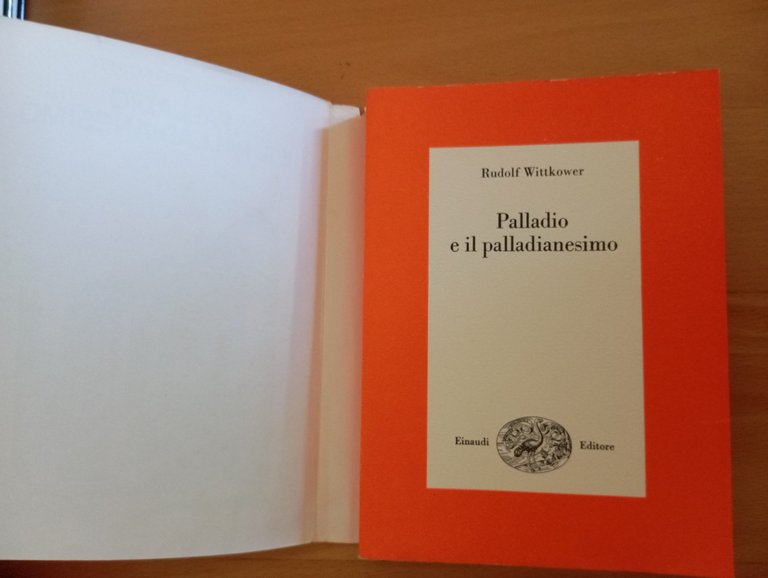 Rudolf Wittkower
Palladio
e il palladianesimo
Einaudi Editore